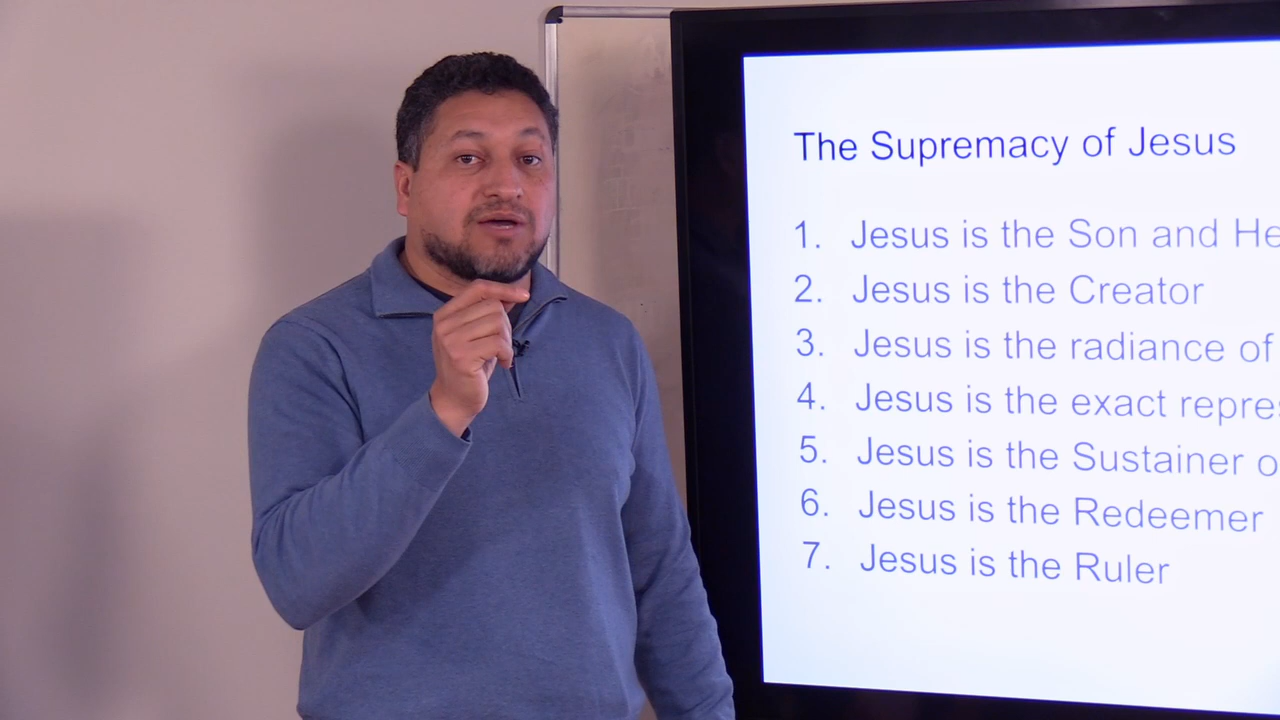 The Supremacy of Jesus
1. Jesus is the Son and
2. Jesus is the Creator
3. Jesus is the radiance of
4. Jesus is the exact
5. Jesus is the Sustainer
6. Jesus is the Redeemer
7. Jesus is the Ruler